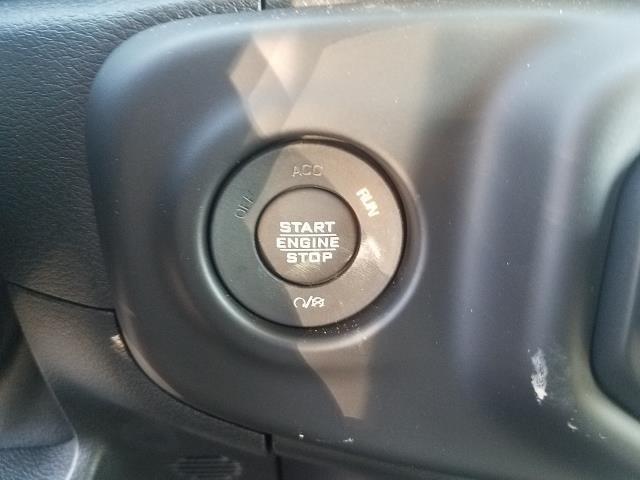 ACC
OFF
RUN
START
ENGINE
STOP